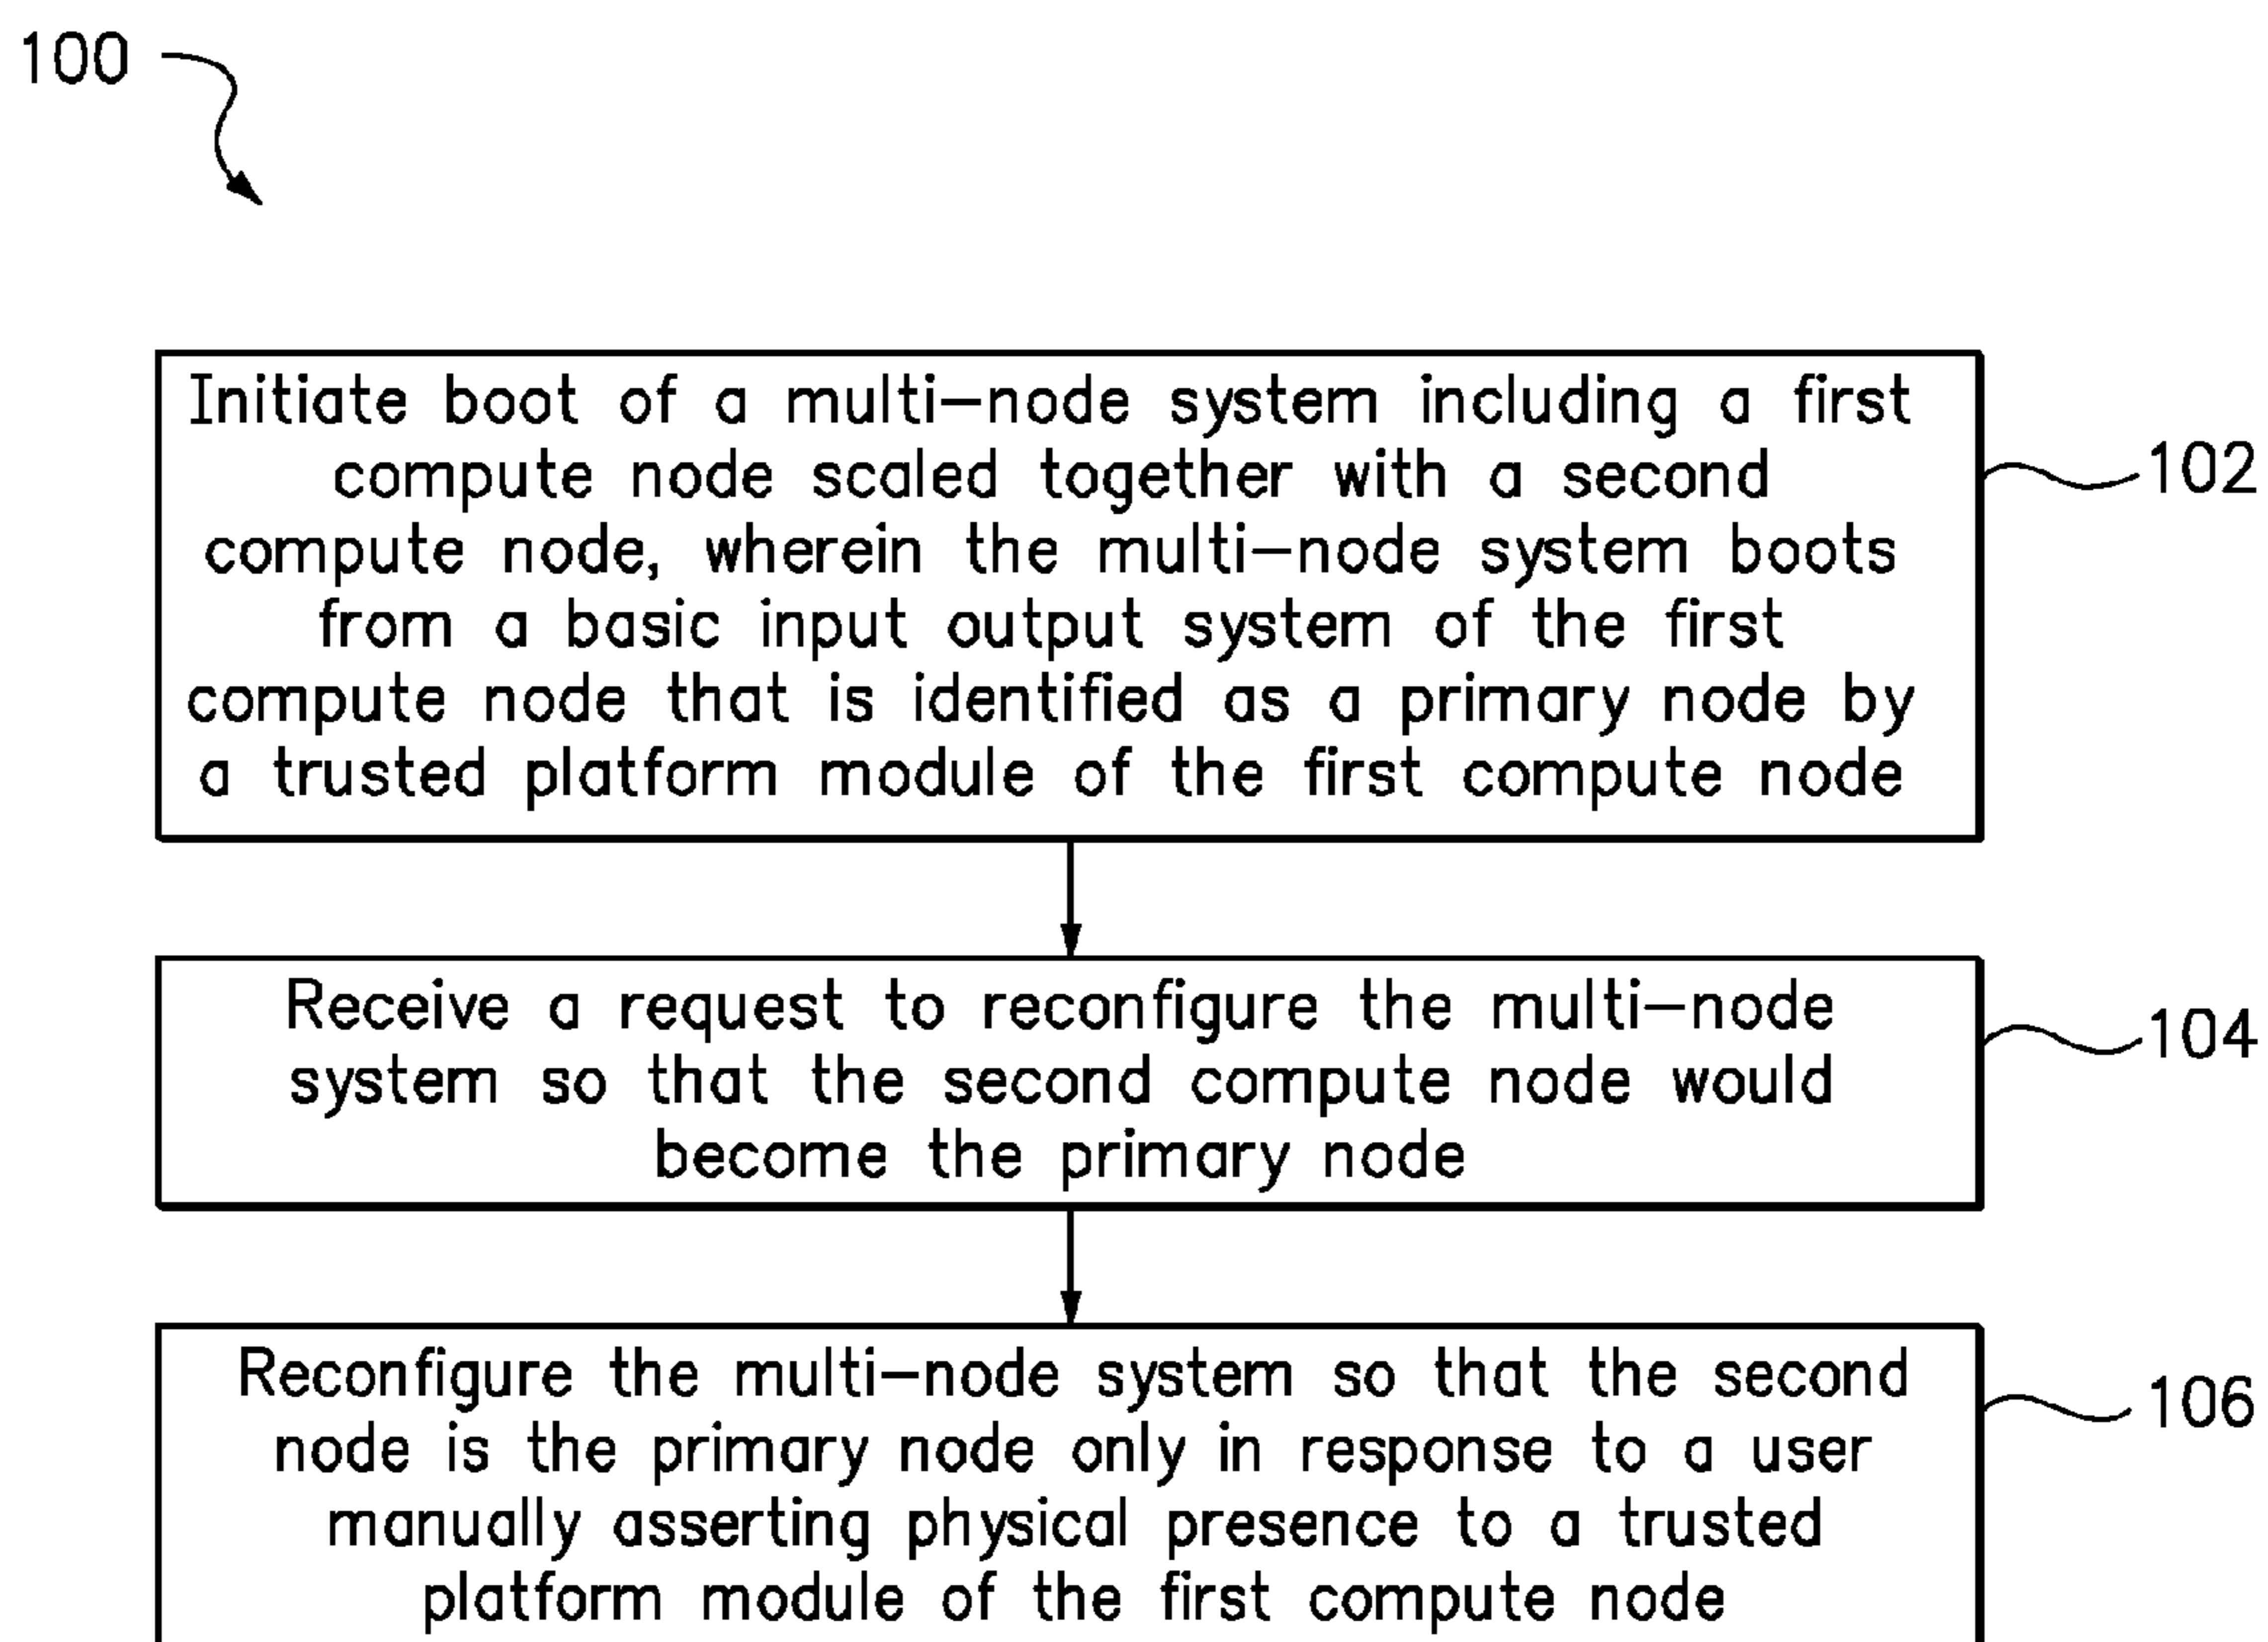 100
Initiate boot of a multi–node system including a first
compute node scaled together with a second
compute node, wherein the multi–node system boots
from a basic input output system of the first
compute node that is identified as a primary node by
a trusted platform module of the first compute node
102
Receive a request to reconfigure the multi–node
system so that the second compute node would
become the primary node
104
Reconfigure the multi–node system so that the second
node is the primary node only in response to a user
manually asserting physical presence to a trusted
platform module of the first compute node
106